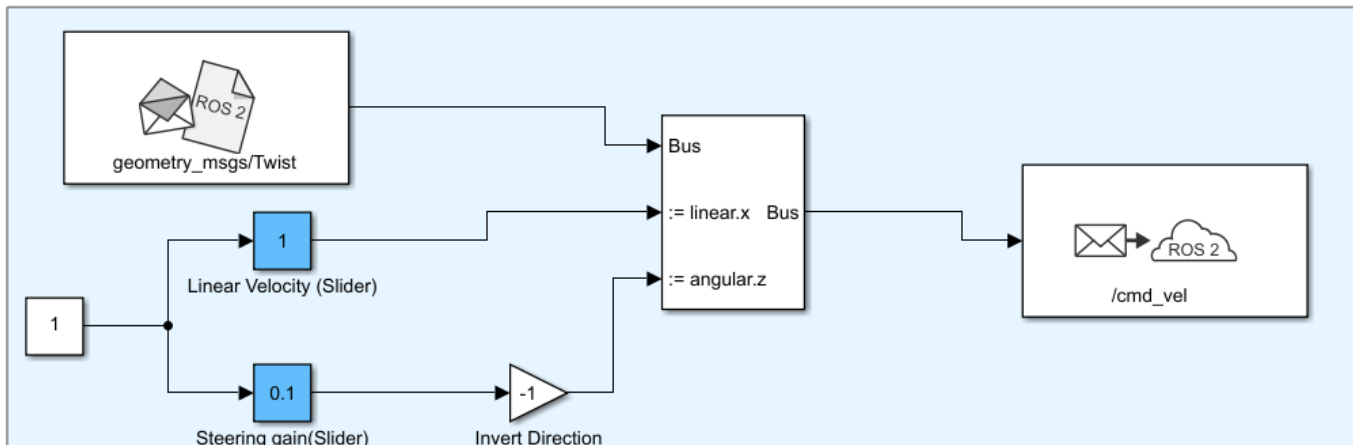 ROS 2
geometry_msgs/Twist
Bus
:= linear.x Bus
:= angular.z
ROS 2
/cmd_vel
1
Linear Velocity (Slider)
1
0.1
Steering gain(Slider)
-1
Invert Direction